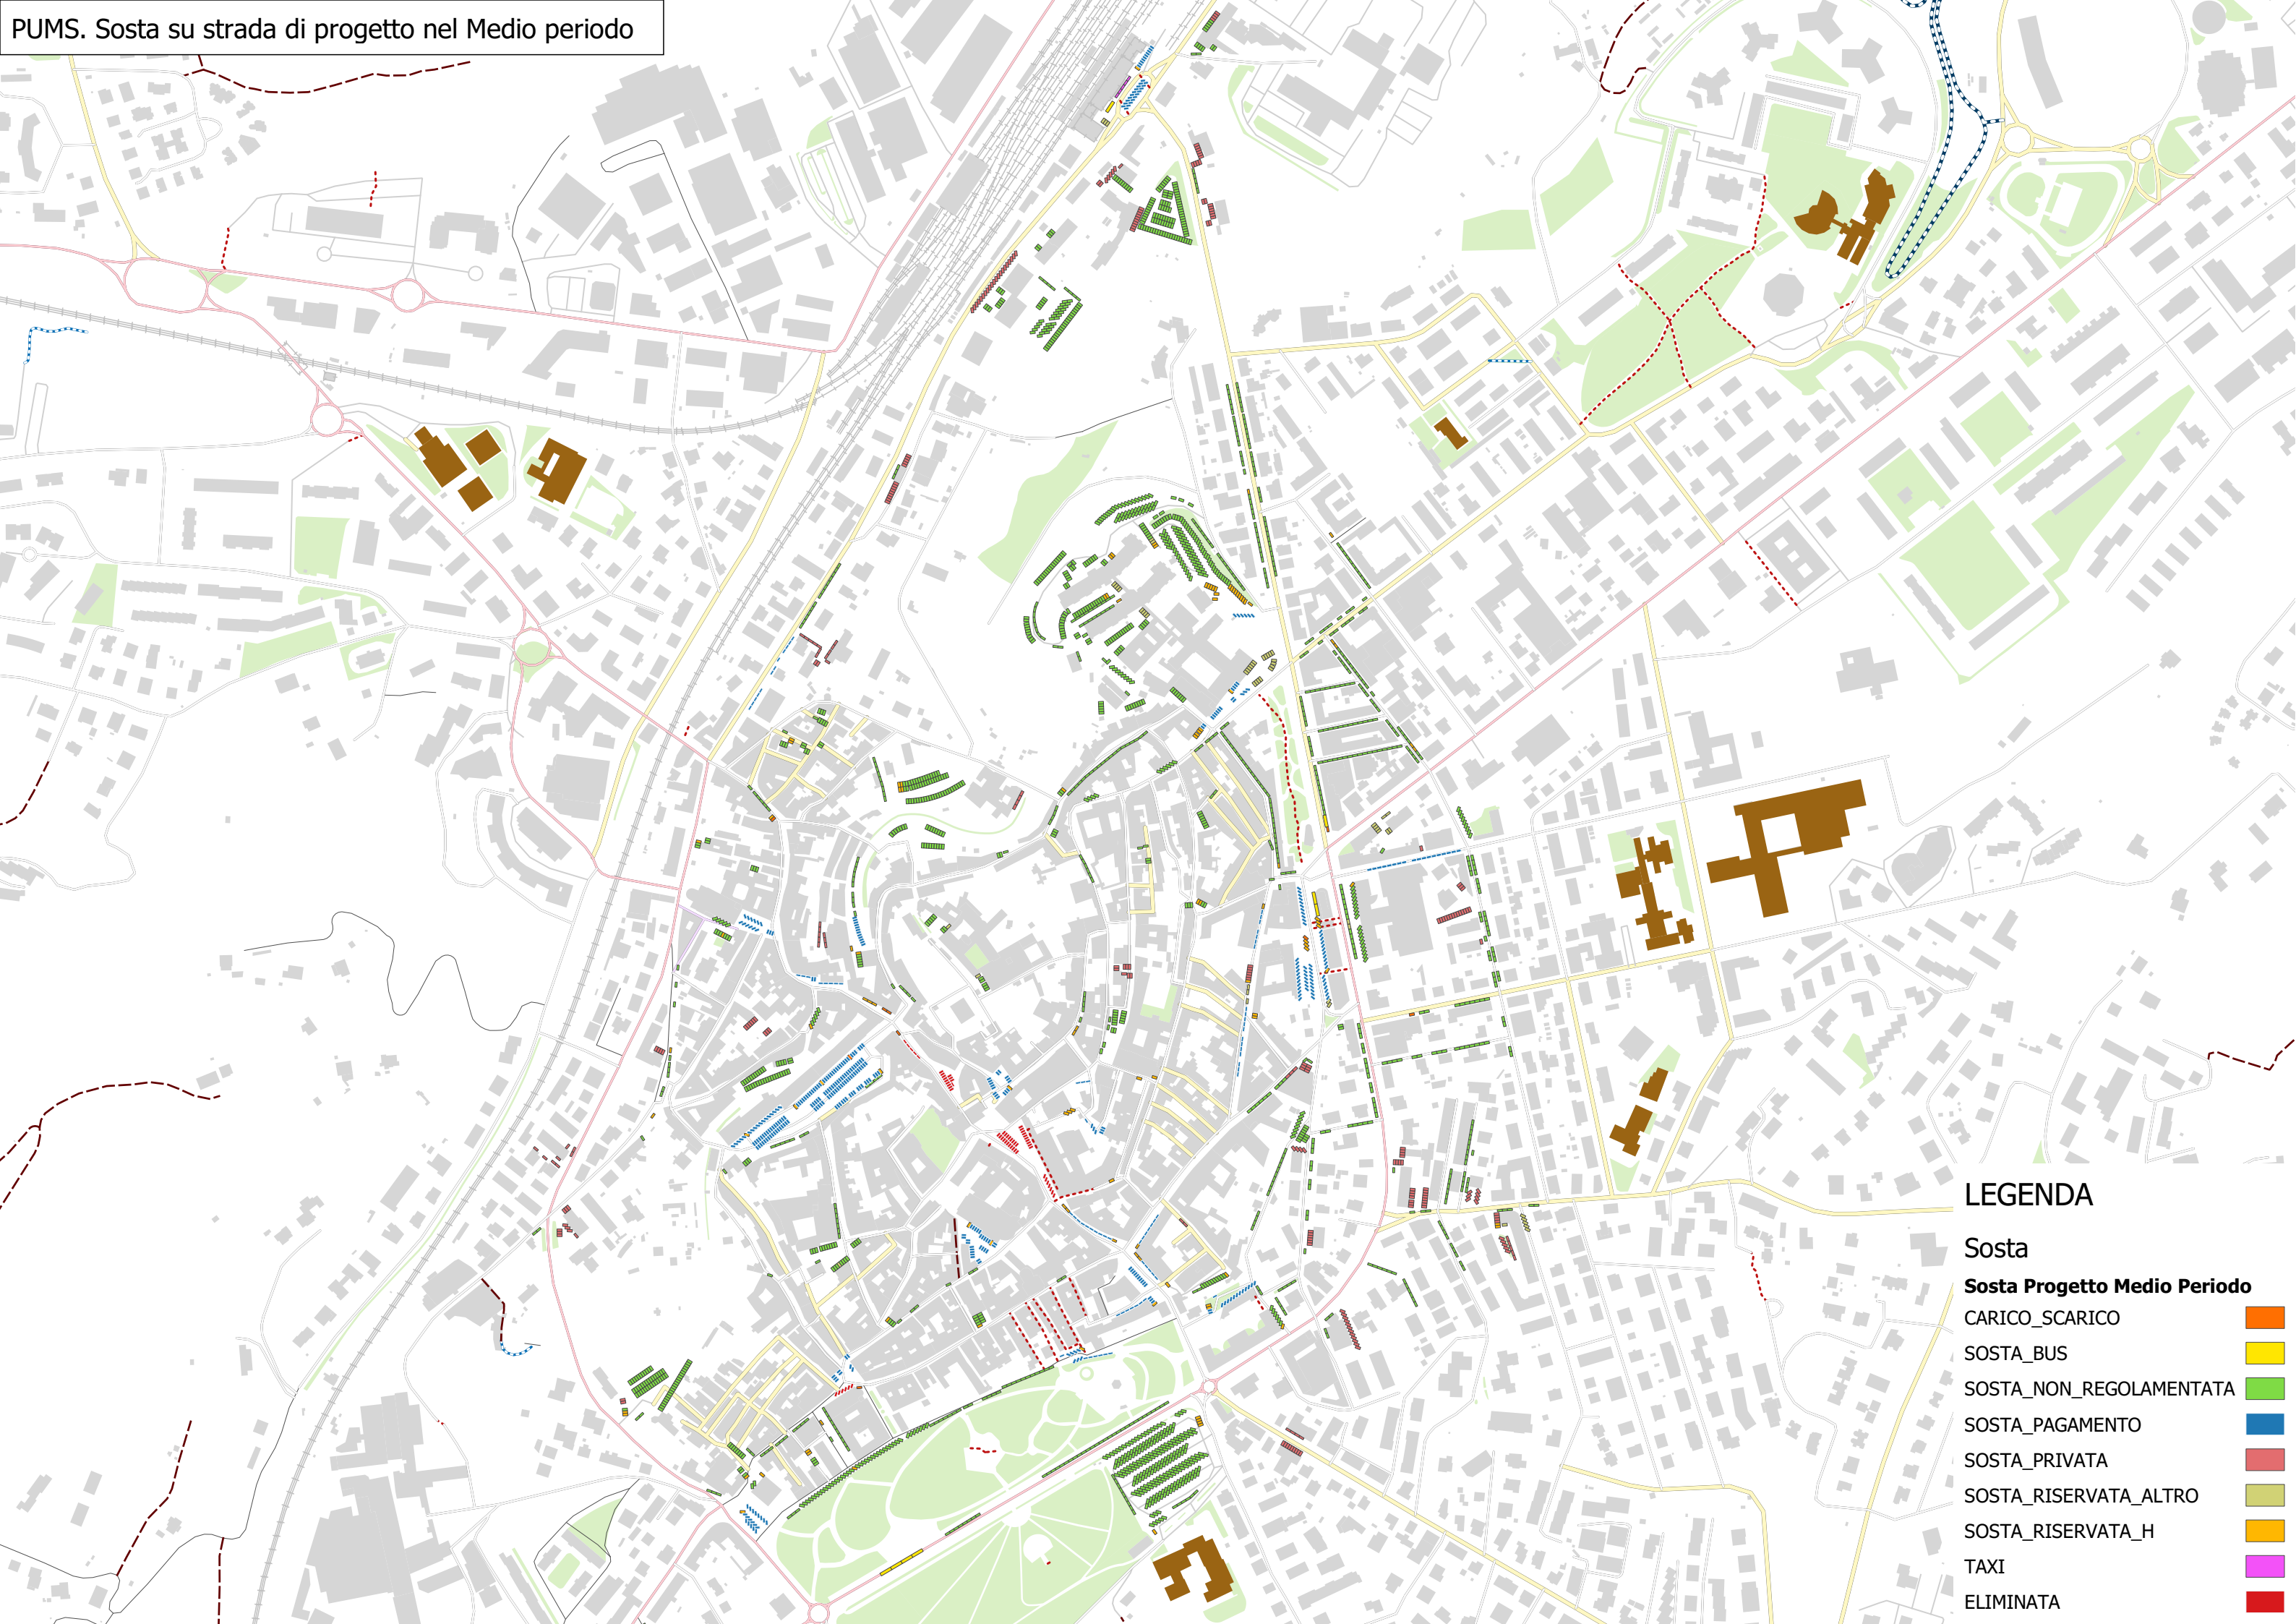 PUMS. Sosta su strada di progetto nel Medio periodo
LEGENDA
Sosta
Sosta Progetto Medio Periodo
CARICO_SCARICO
SOSTA_BUS
SOSTA_NON_REGOLAMENTATA
SOSTA_PAGAMENTO
SOSTA_PRIVATA
SOSTA_RISERVATA_ALTRO
SOSTA_RISERVATA_H
TAXI
ELIMINATA